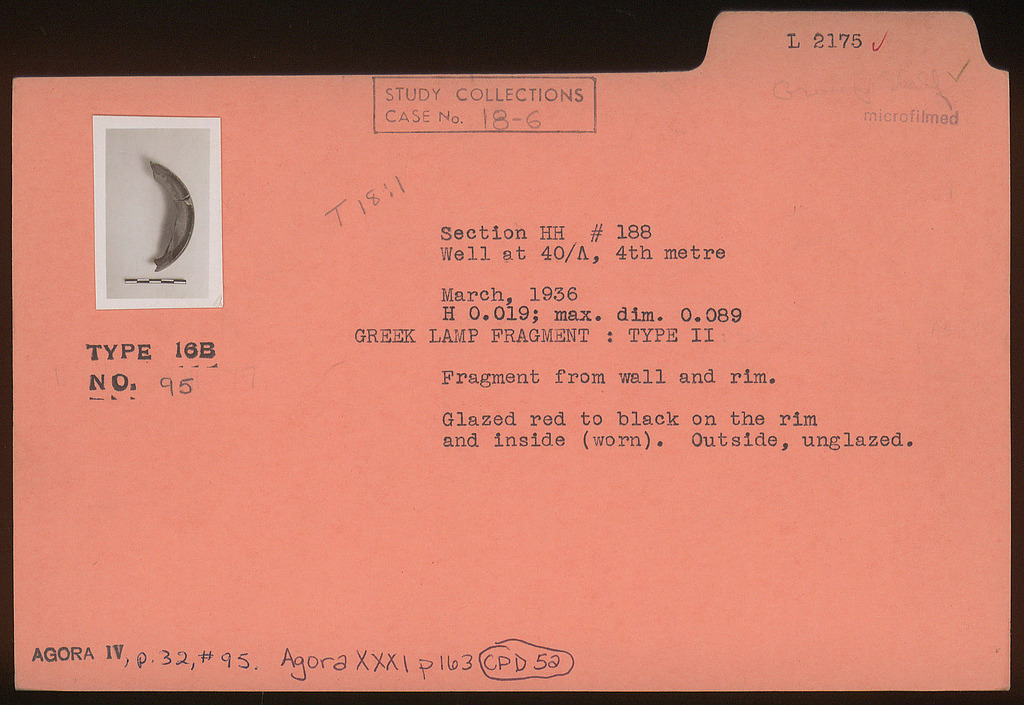 L 2175 ✓
microfilmed
STUDY COLLECTIONS
CASE No. 18-6
T 18:1
Section HH # 188
Well at 40/Λ, 4th metre
March, 1936
H 0.019; max. dim. 0.089
GREEK LAMP FRAGMENT : TYPE II
TYPE 16B
NO. 95
Fragment from wall and rim.
Glazed red to black on the rim
and inside (worn). Outside, unglazed.
AGORA IV, p. 32, # 95. Agora XXXI p 163 CPD 52